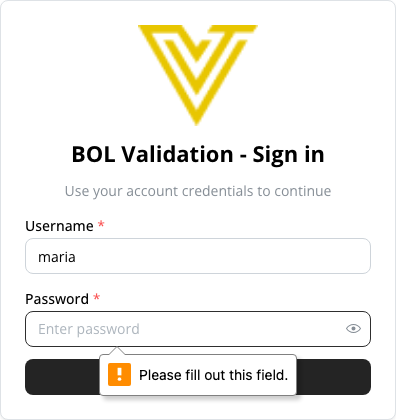 BOL Validation - Sign in
Use your account credentials to continue
Username *
maria
Password *
Enter password
Please fill out this field.